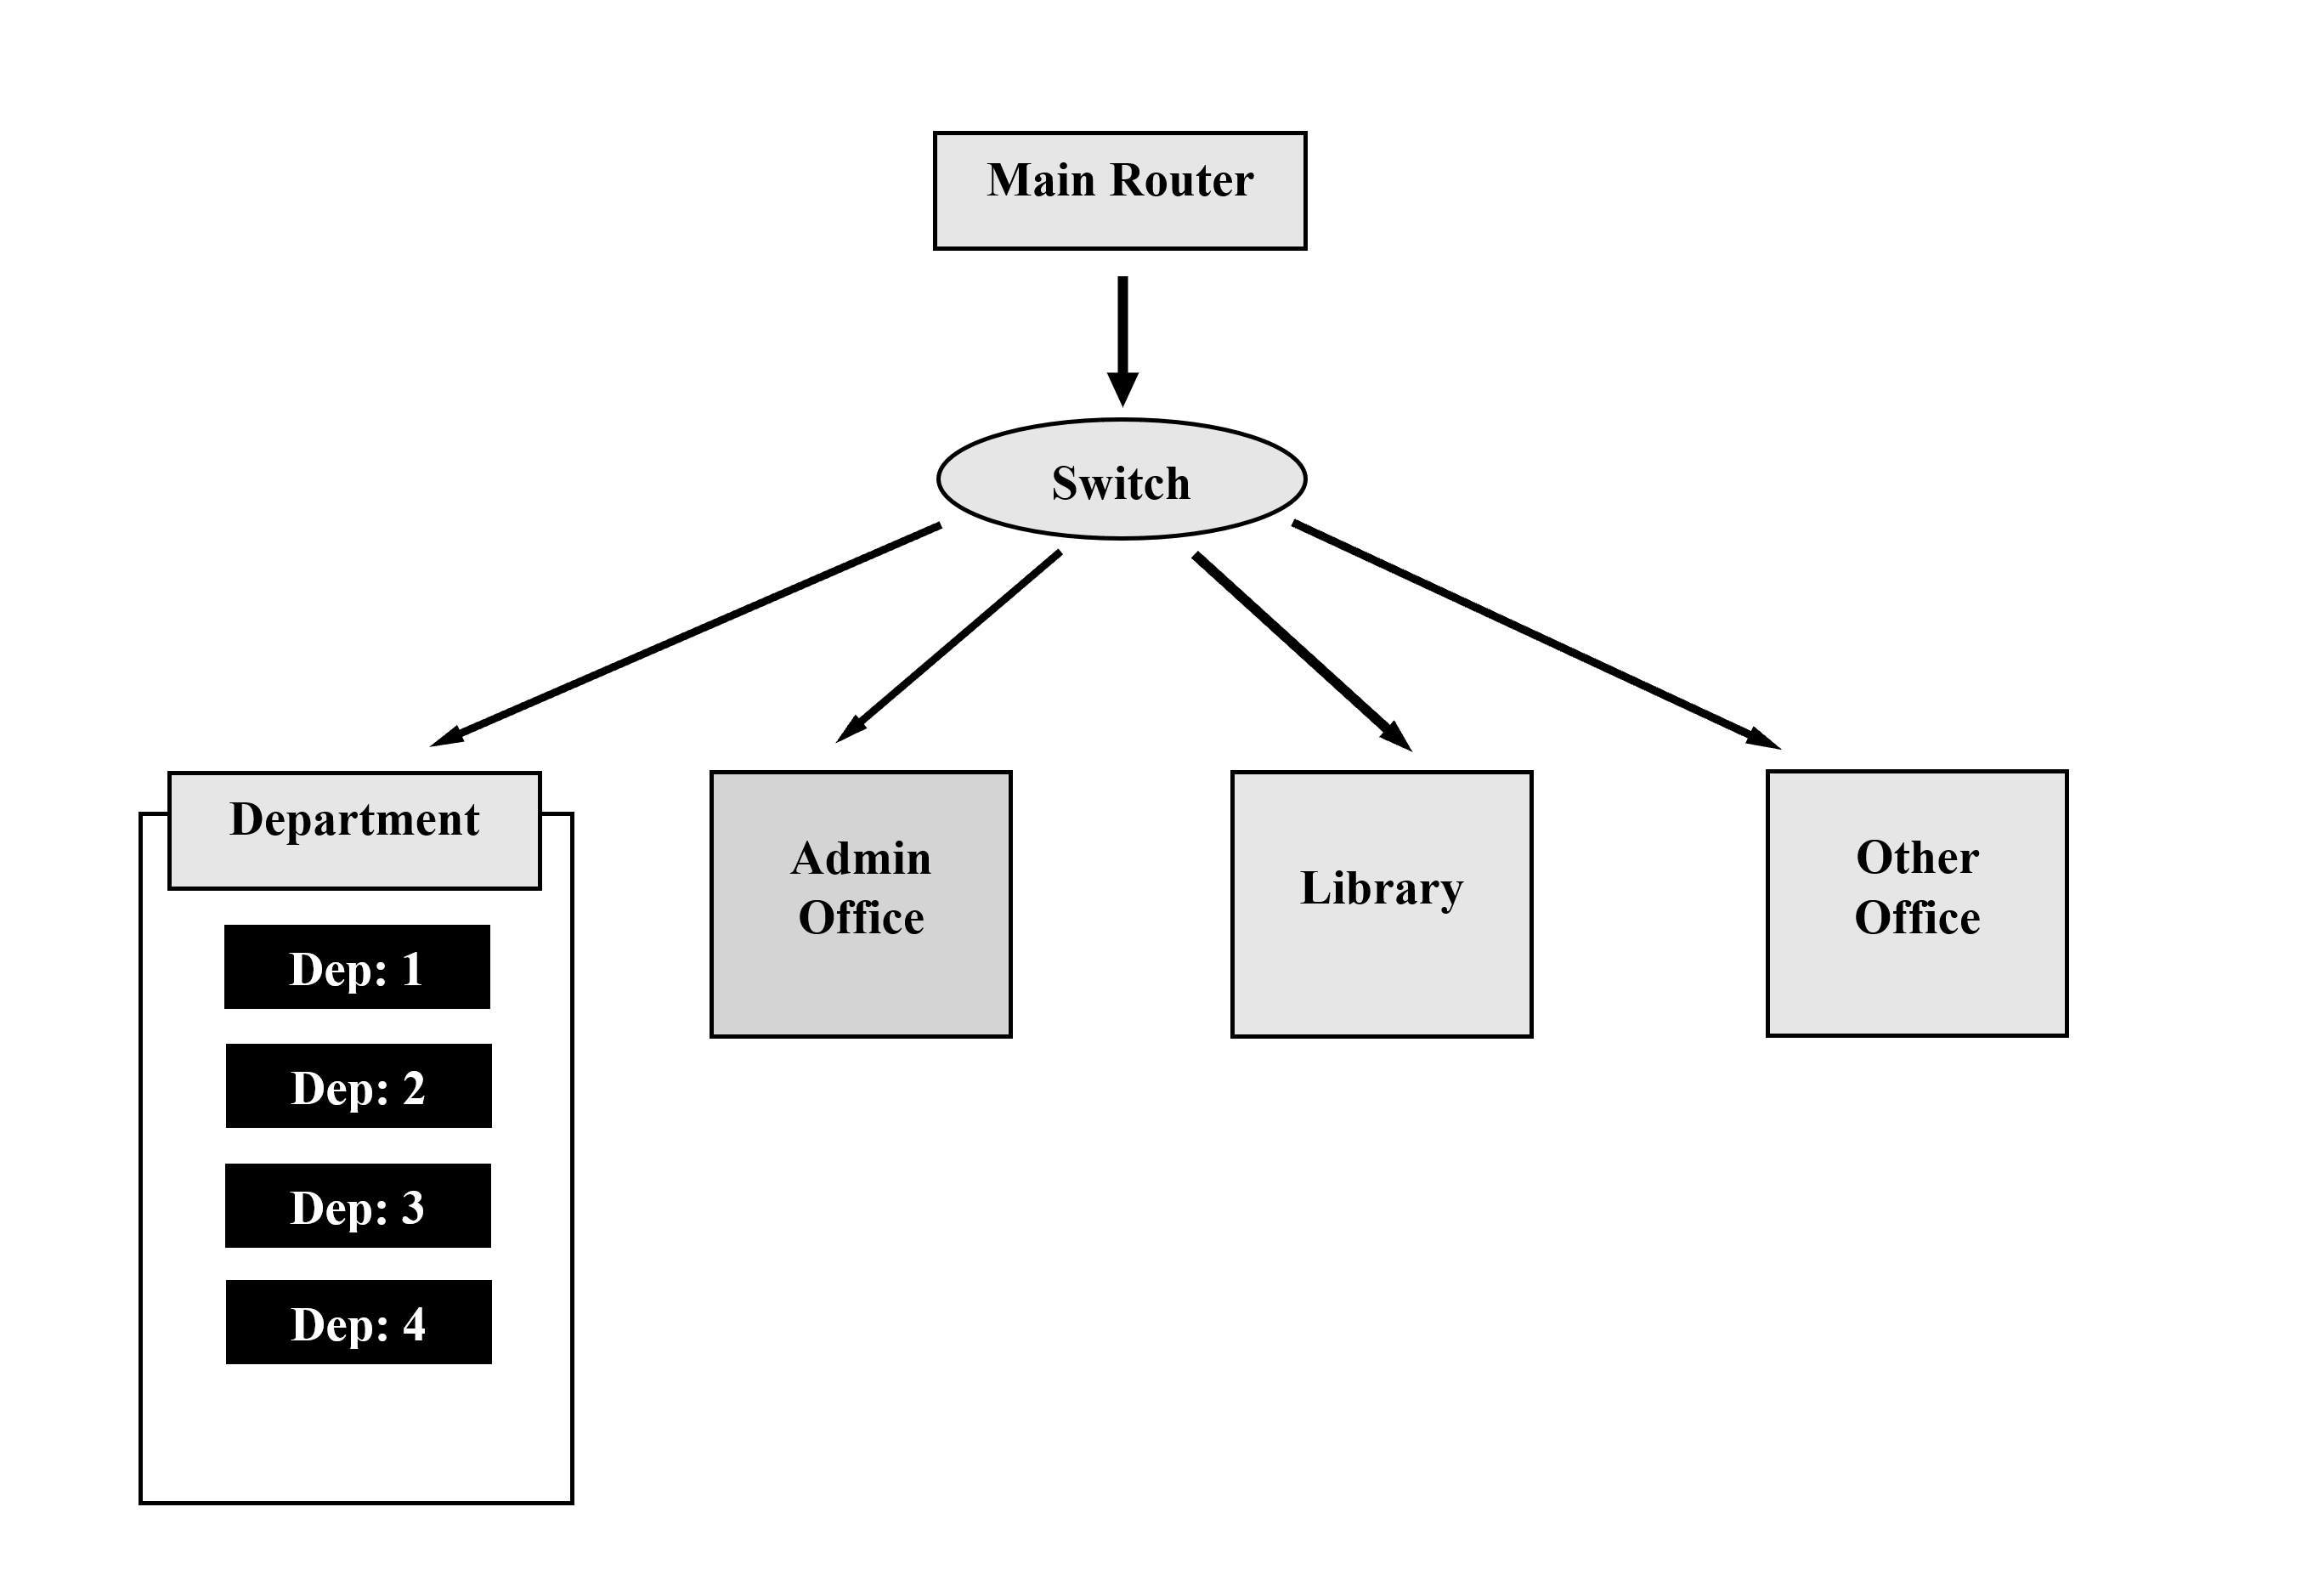 Main Router
Switch
Department
Dep: 1
Dep: 2
Dep: 3
Dep: 4
Admin
Office
Library
Other
Office